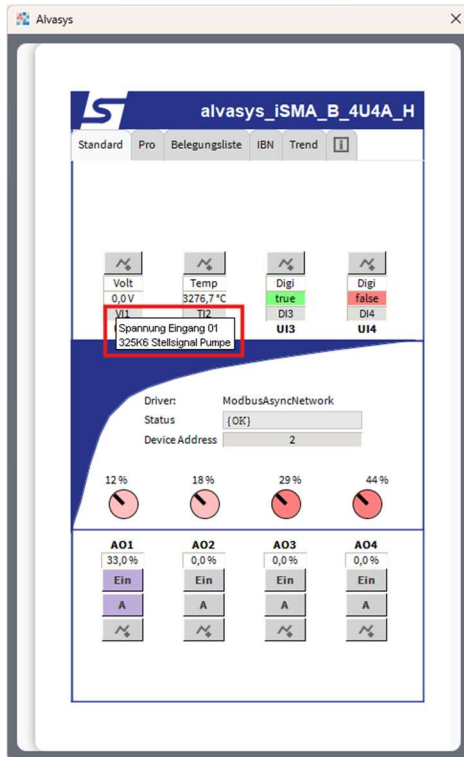 Alvasys
alvasys_iSMA_B_4U4A_H
Standard Pro Belegungsliste IBN Trend i
Volt Temp Digi Digi
0,0 V 3276,7 °C true false
VI1 TI2 DI3 DI4
UI3 UI4
Spannung Eingang 01
325K6 Stellsignal Pumpe
Driver: ModbusAsyncNetwork
Status {OK}
Device Address 2
12 % 18 % 29 % 44 %
AO1 AO2 AO3 AO4
33,0 % 0,0 % 0,0 % 0,0 %
Ein Ein Ein Ein
A A A A